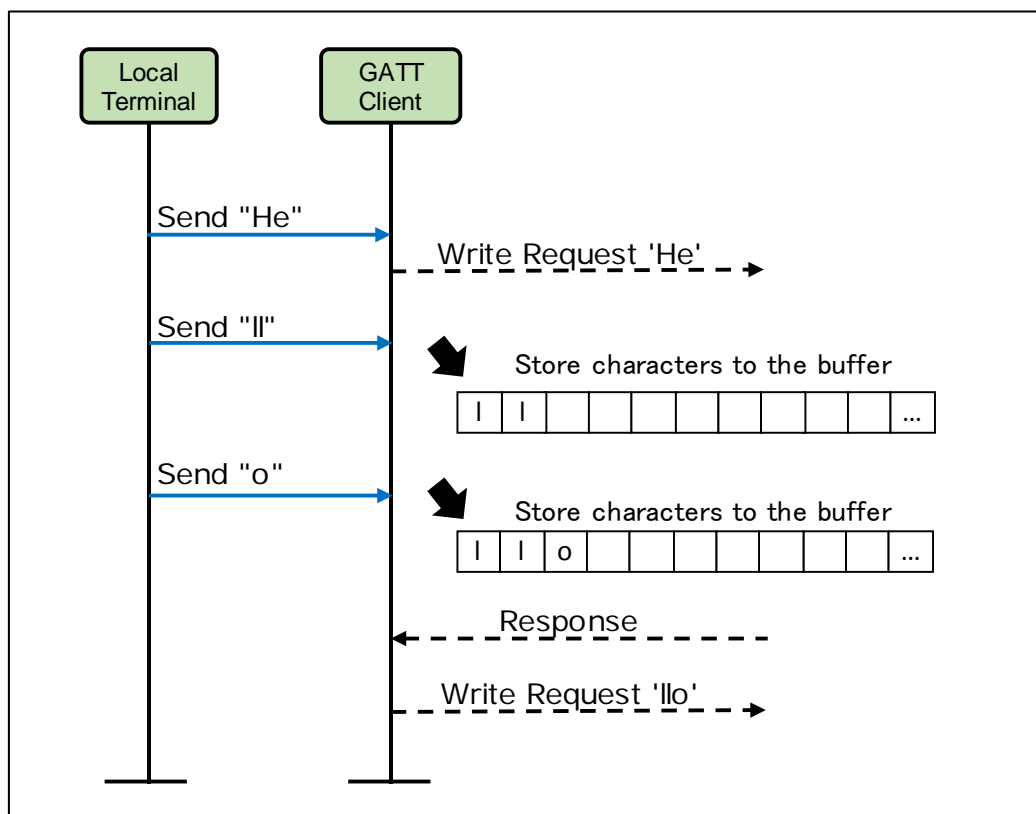 Local
Terminal
GATT
Client
Send "He"
Write Request 'He'
Send "ll"
Store characters to the buffer
l l ...
Send "o"
Store characters to the buffer
l l o ...
Response
Write Request 'llo'